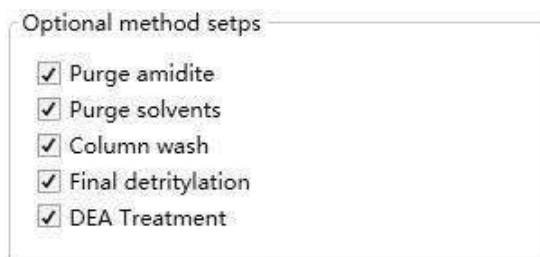 Optional method setps
Purge amidite
Purge solvents
Column wash
Final detritylation
DEA Treatment